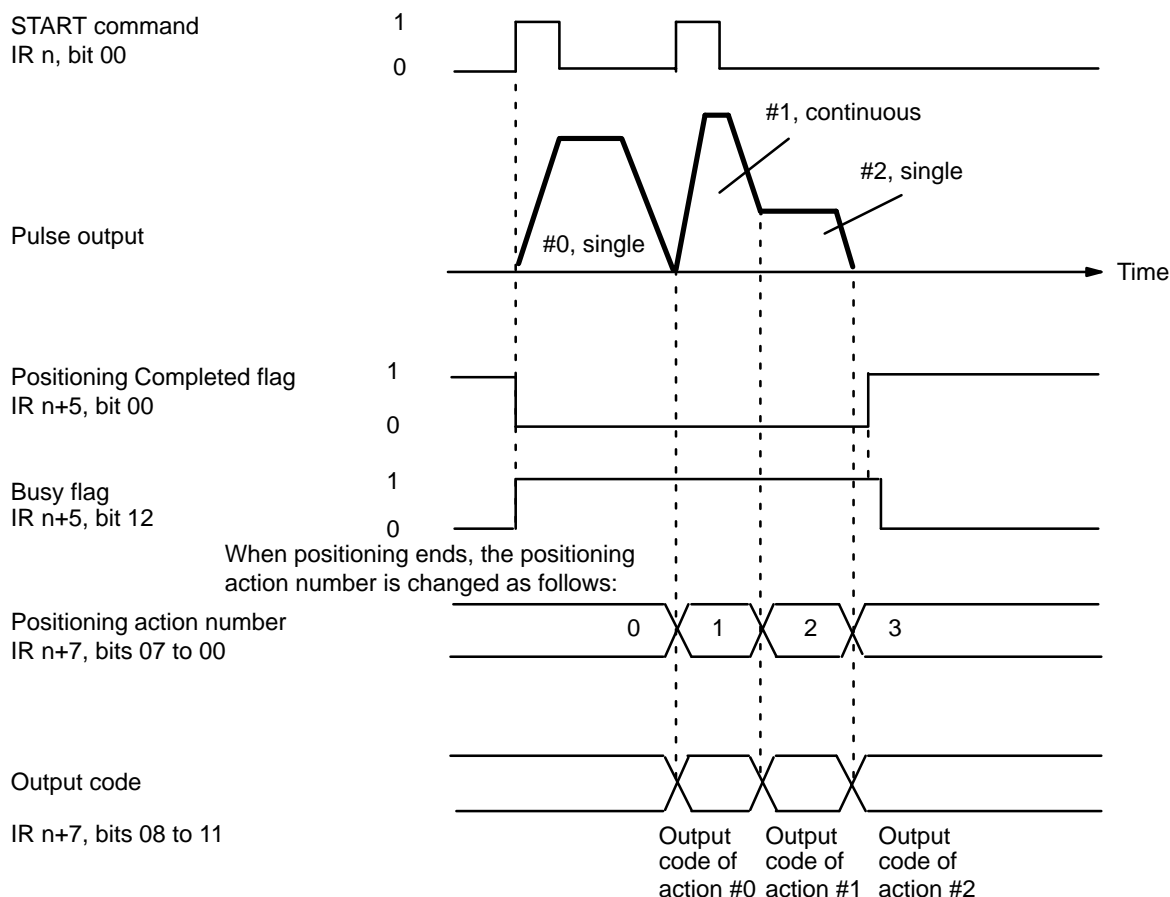 START command
IR n, bit 00
1
0
#1, continuous
#2, single
Pulse output
#0, single
Time
Positioning Completed flag
IR n+5, bit 00
1
0
Busy flag
IR n+5, bit 12
1
0
When positioning ends, the positioning
action number is changed as follows:
Positioning action number
IR n+7, bits 07 to 00
0
1
2
3
Output code
IR n+7, bits 08 to 11
Output
code of
action #0
Output
code of
action #1
Output
code of
action #2